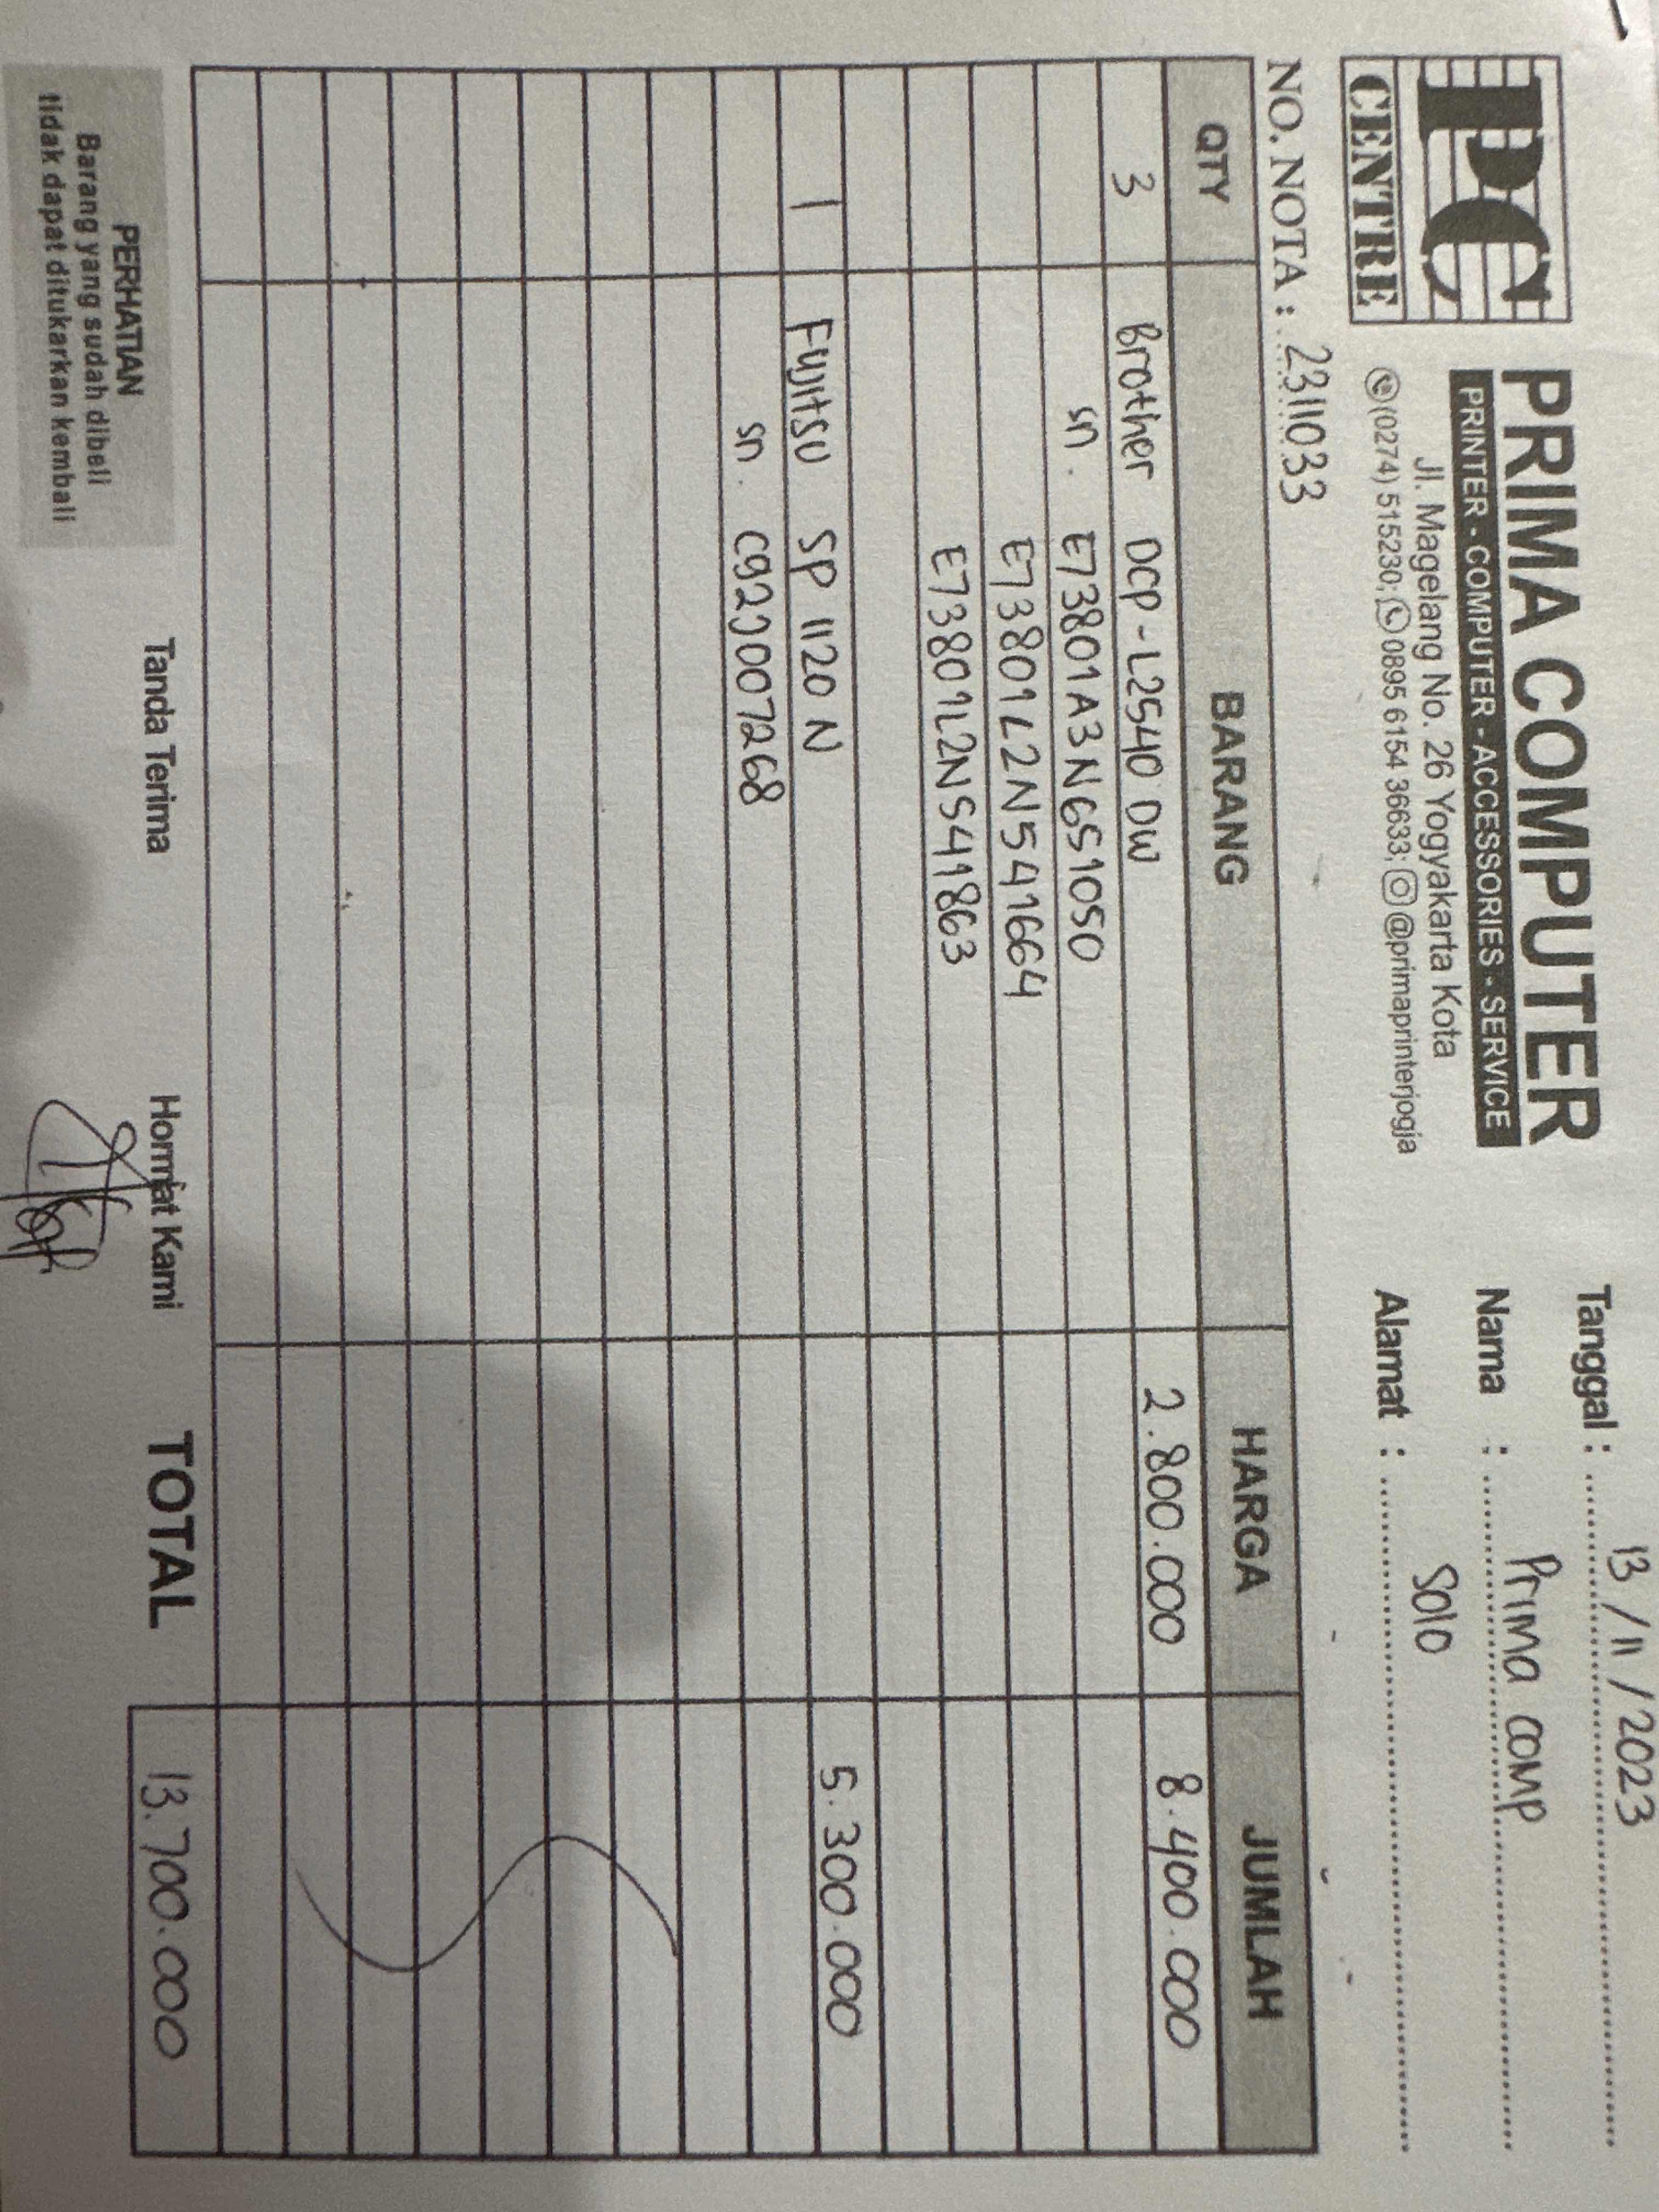 PC
CENTRE
PRIMA COMPUTER
PRINTER - COMPUTER - ACCESSORIES - SERVICE
Jl. Magelang No. 26 Yogyakarta Kota
(0274) 515230; 0895 6154 36633; @primaprinterjogja
Tanggal : 13 / 11 / 2023
Nama : Prima comp
Alamat : Solo
NO. NOTA : 2311033
QTY BARANG HARGA JUMLAH
3 Brother DCP-L2540 DW 2.800.000 8.400.000
sn. E73801A3N651050
E73801L2N541664
E73801L2N541863
1 Fujitsu SP 1120 N 5.300.000
sn. C92J007268
TOTAL 13.700.000
Tanda Terima
Hormat Kami
PERHATIAN
Barang yang sudah dibeli
tidak dapat ditukarkan kembali